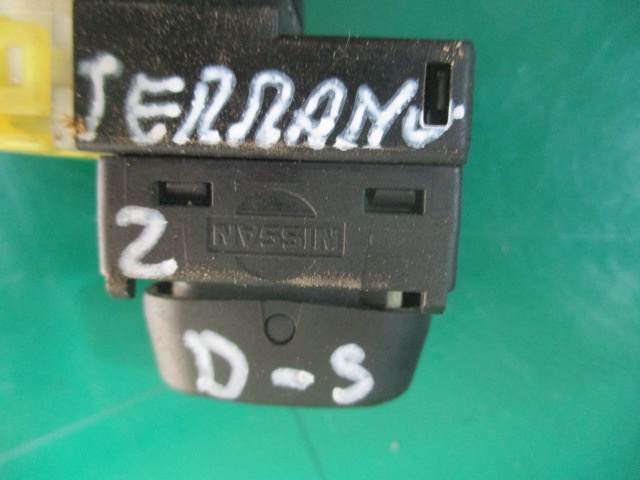 TERRANO
2
NISSAN
D-S